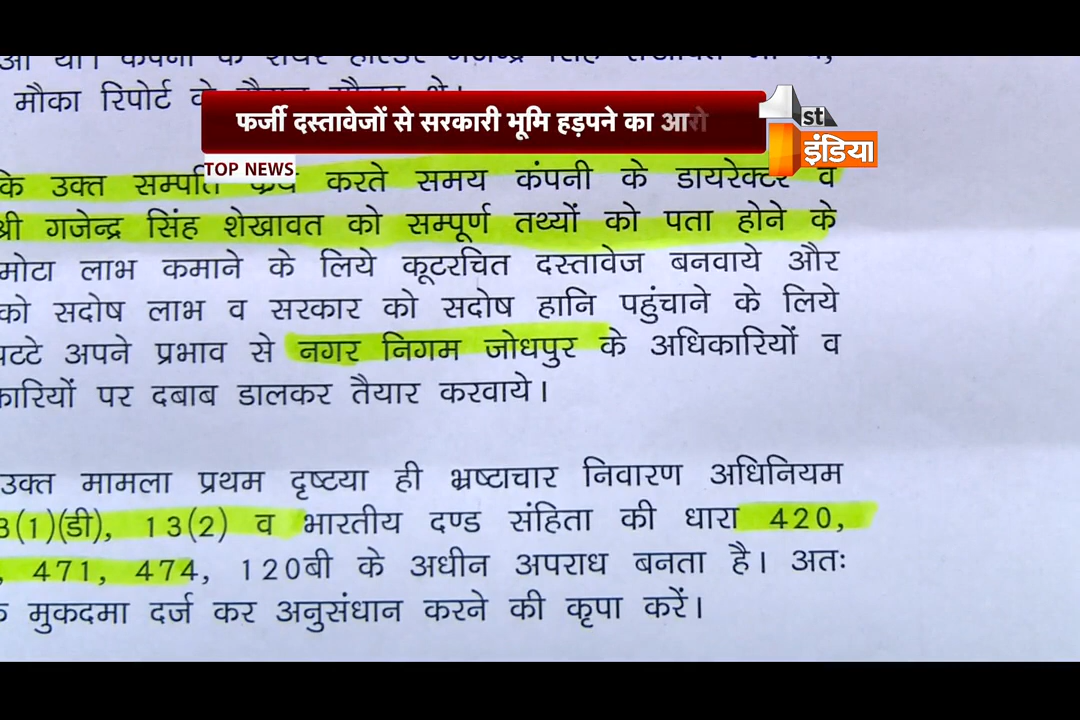 मौका रिपोर्ट
फर्जी दस्तावेजों से सरकारी भूमि हड़पने का आरो
1st इंडिया
TOP NEWS
कि उक्त सम्पति क्रय करते समय कंपनी के डायरेक्टर व
श्री गजेन्द्र सिंह शेखावत को सम्पूर्ण तथ्यों को पता होने के
मोटा लाभ कमाने के लिये कूटरचित दस्तावेज बनवाये और
को सदोष लाभ व सरकार को सदोष हानि पहुंचाने के लिये
पटटे अपने प्रभाव से नगर निगम जोधपुर के अधिकारियों व
कारियों पर दबाब डालकर तैयार करवाये।
उक्त मामला प्रथम दृष्टया ही भ्रष्टाचार निवारण अधिनियम
3(1)(डी), 13(2) व भारतीय दण्ड संहिता की धारा 420,
, 471, 474, 120बी के अधीन अपराध बनता है। अतः
मुकदमा दर्ज कर अनुसंधान करने की कृपा करें।